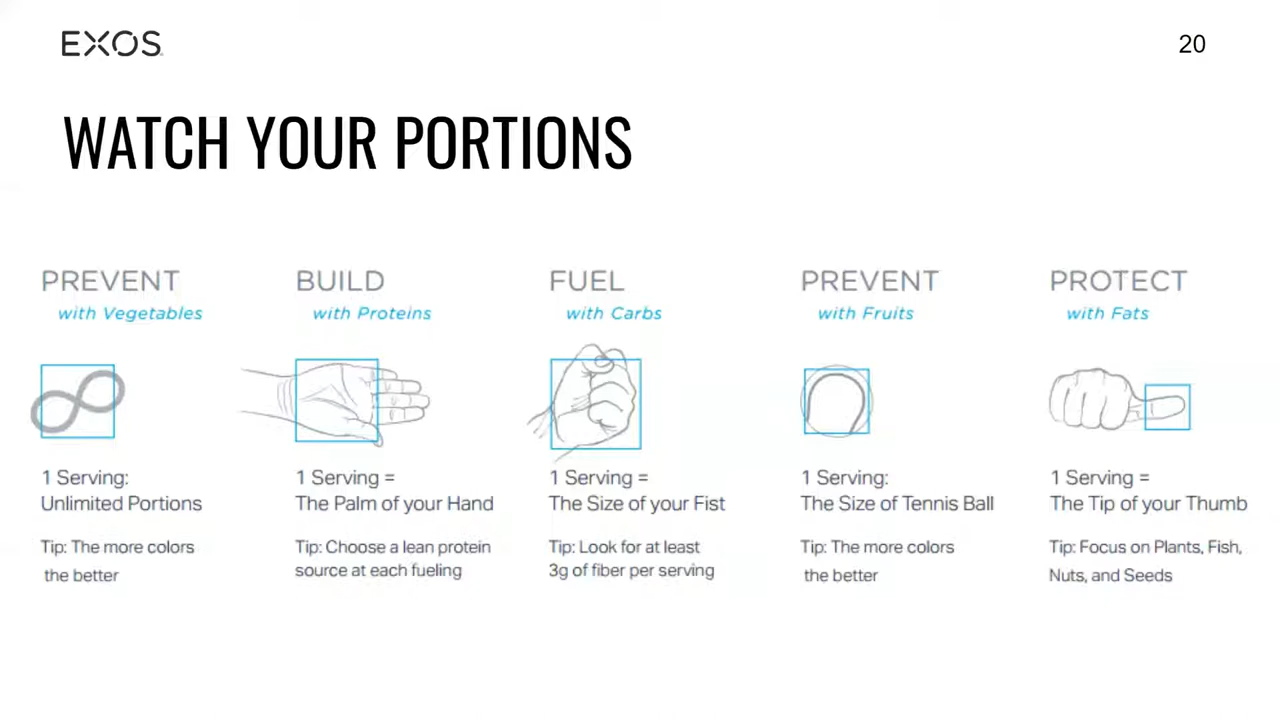 EXOS
20
WATCH YOUR PORTIONS
PREVENT
with Vegetables
1 Serving:
Unlimited Portions
Tip: The more colors
the better
BUILD
with Proteins
1 Serving =
The Palm of your Hand
Tip: Choose a lean protein
source at each fueling
FUEL
with Carbs
1 Serving =
The Size of your Fist
Tip: Look for at least
3g of fiber per serving
PREVENT
with Fruits
1 Serving:
The Size of Tennis Ball
Tip: The more colors
the better
PROTECT
with Fats
1 Serving =
The Tip of your Thumb
Tip: Focus on Plants, Fish,
Nuts, and Seeds